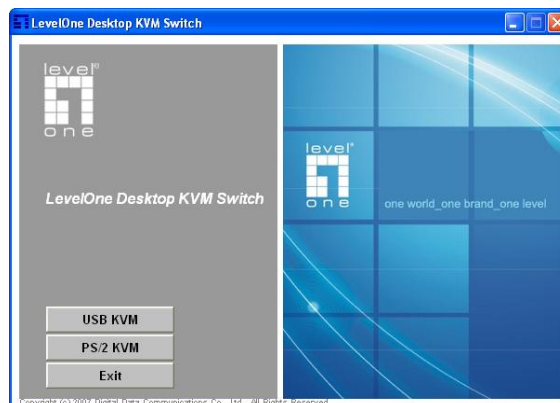 LevelOne Desktop KVM Switch
level
one
LevelOne Desktop KVM Switch
level
one
one world_one brand_one level
USB KVM
PS/2 KVM
Exit
Copyright (c) 2007 Digital Data Communications Co., Ltd. All Rights Reserved